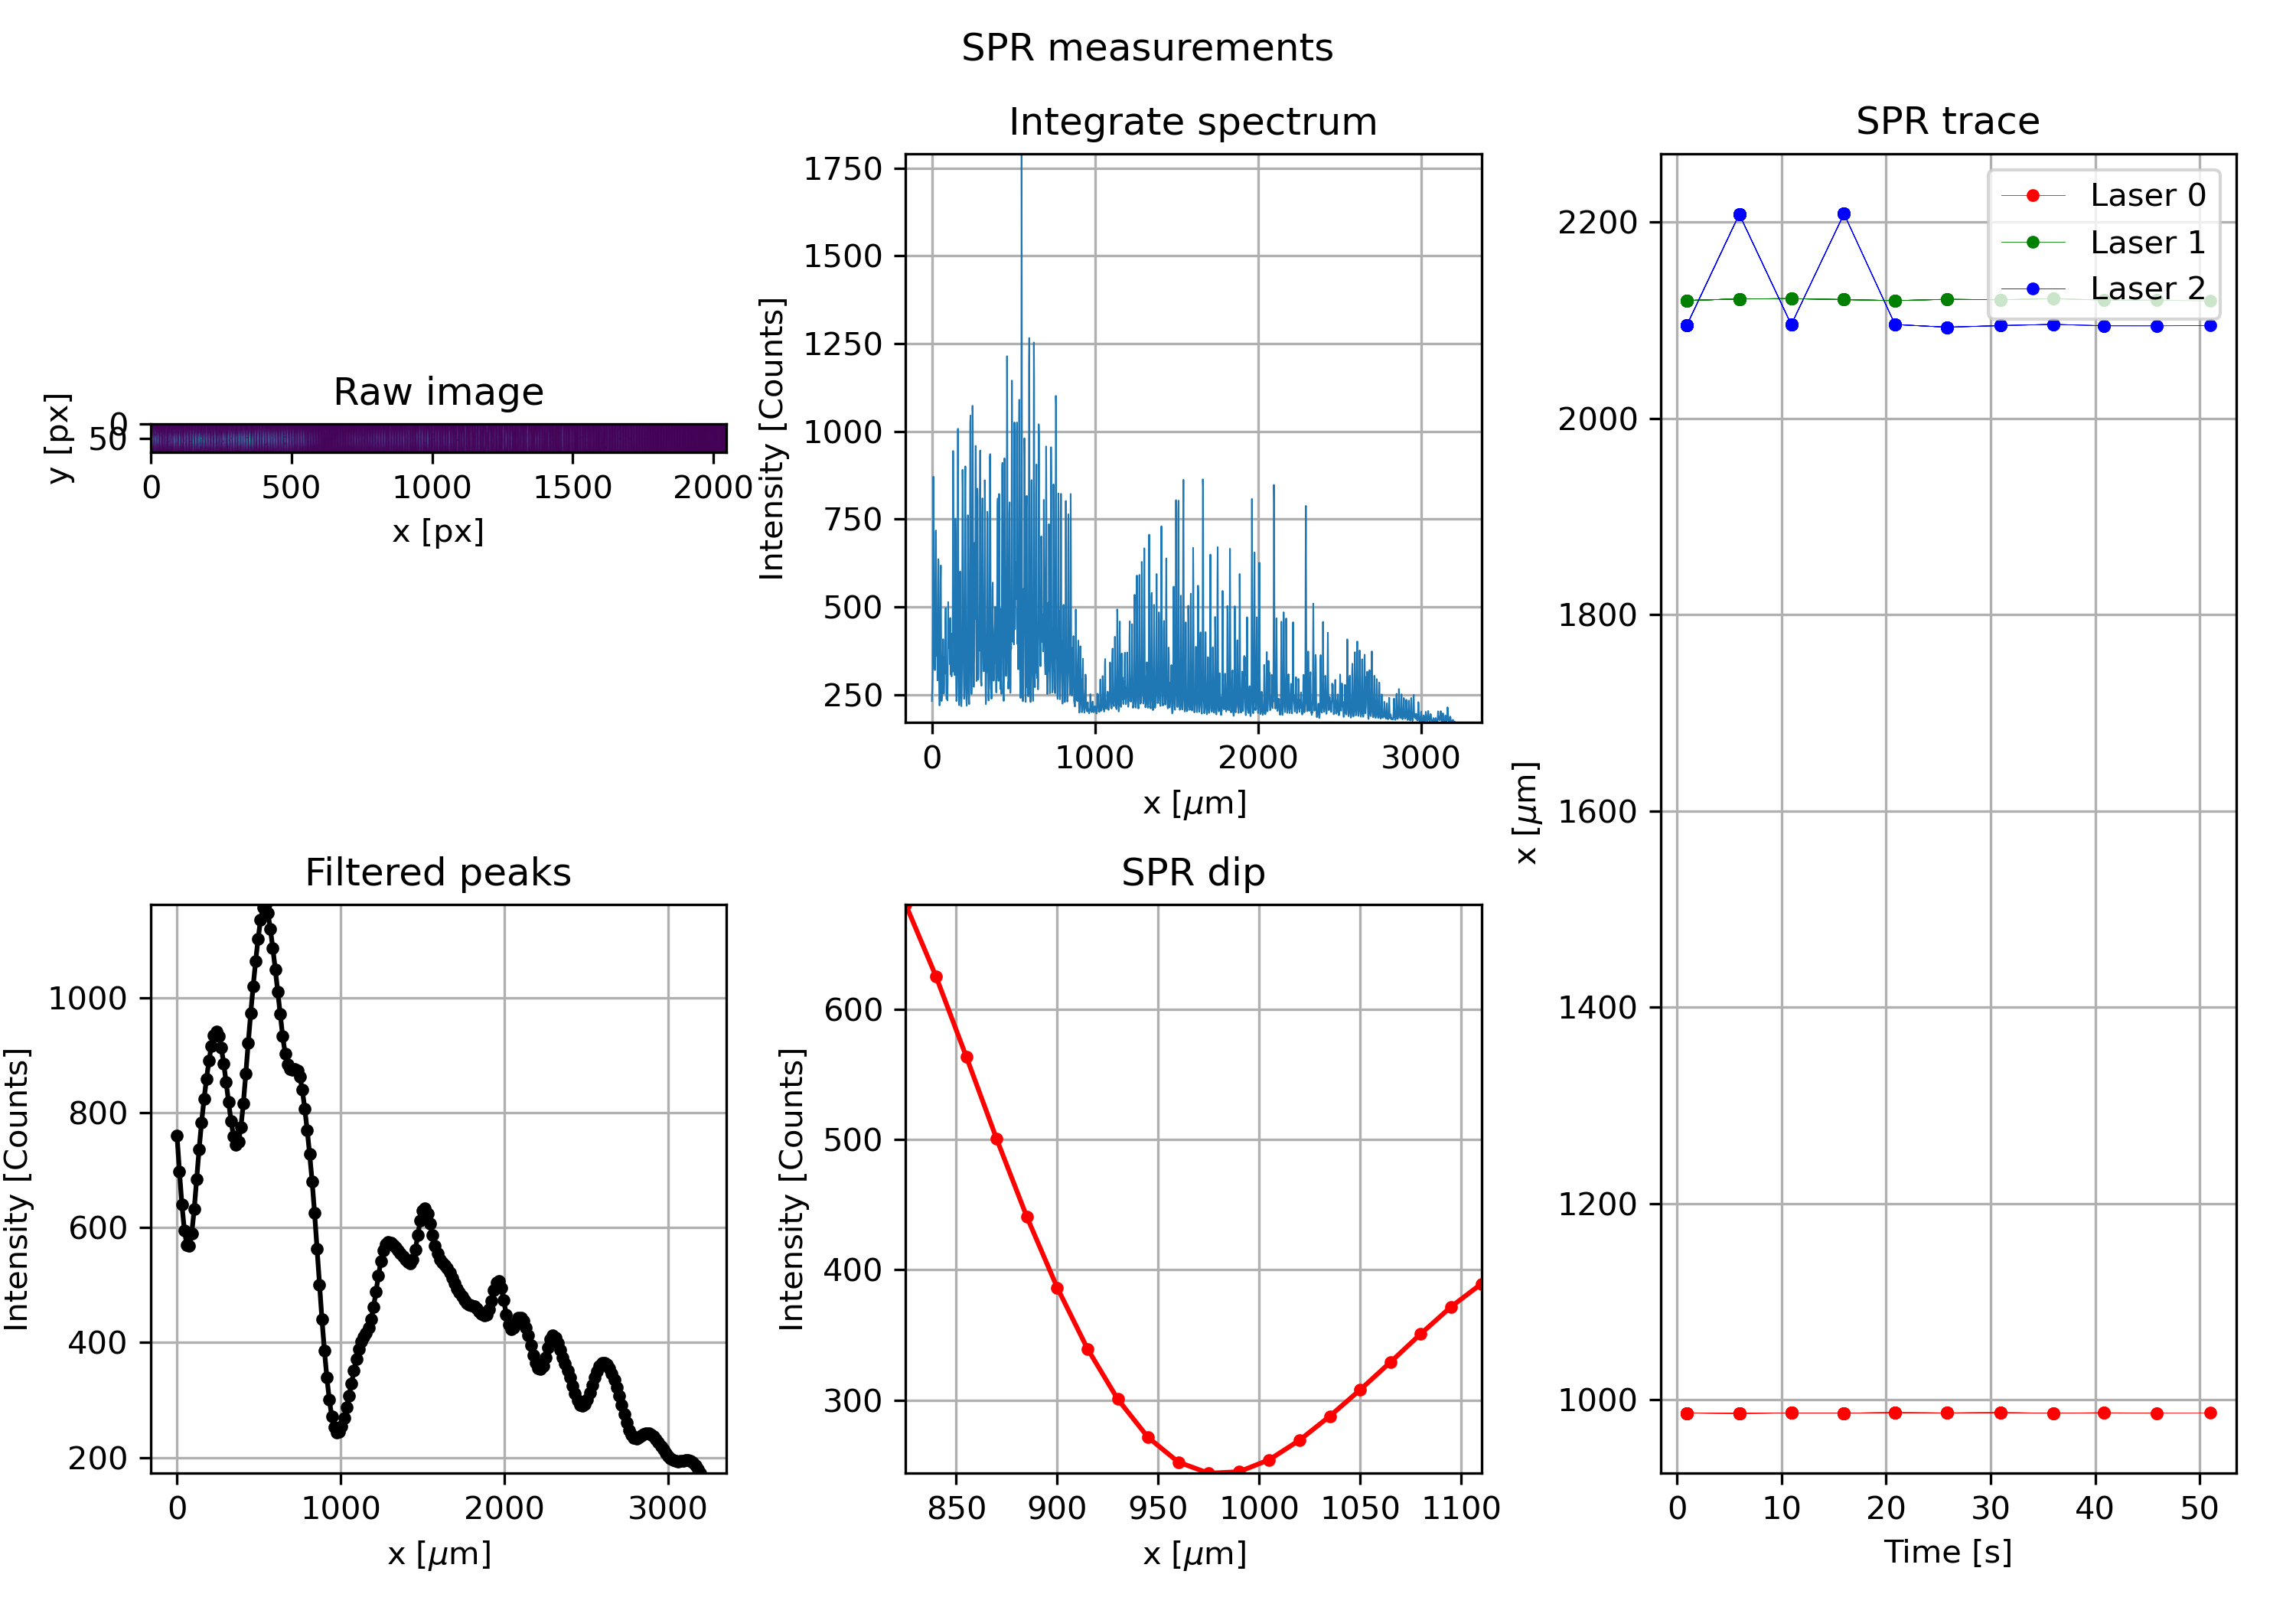 SPR measurements
Raw image
y [px]
0
50
0 500 1000 1500 2000
x [px]
Integrate spectrum
Intensity [Counts]
1750
1500
1250
1000
750
500
250
0 1000 2000 3000
x [μm]
SPR trace
Laser 0
Laser 1
Laser 2
x [μm]
2200
2000
1800
1600
1400
1200
1000
0 10 20 30 40 50
Time [s]
Filtered peaks
Intensity [Counts]
1000
800
600
400
200
0 1000 2000 3000
x [μm]
SPR dip
Intensity [Counts]
600
500
400
300
850 900 950 1000 1050 1100
x [μm]